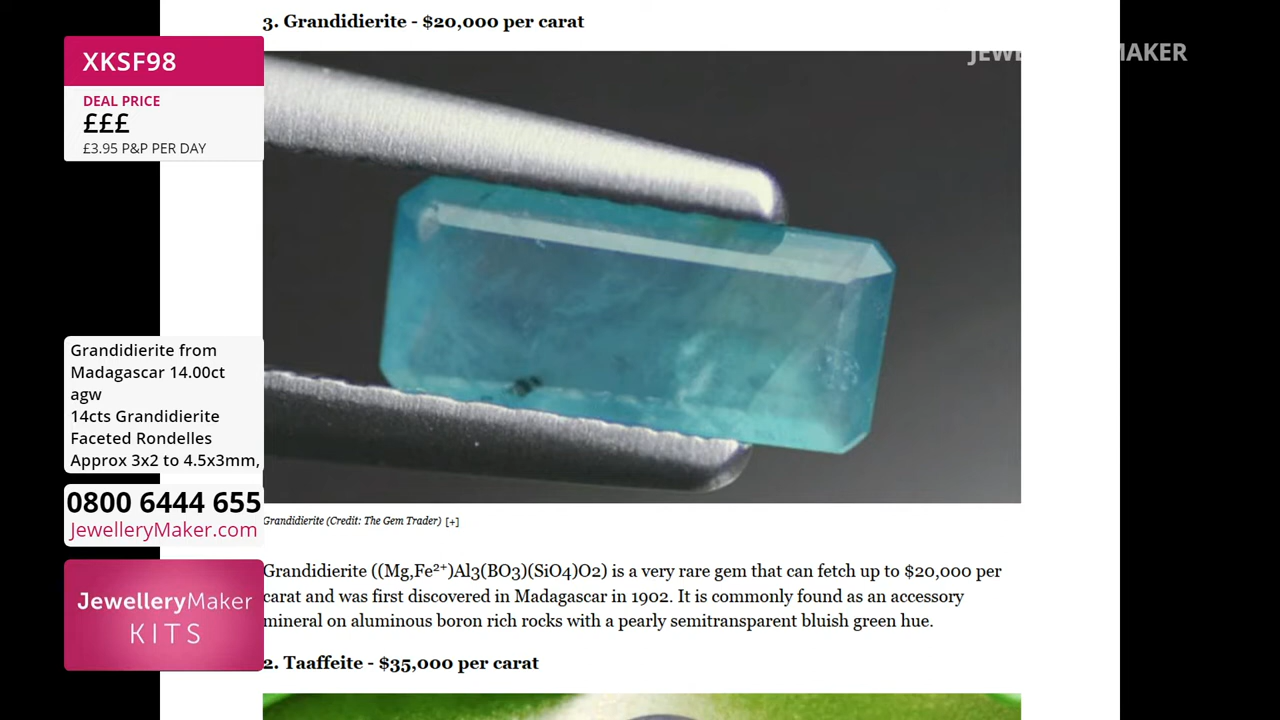 3. Grandidierite - $20,000 per carat
JEWE MAKER
XKSF98
DEAL PRICE
£££
£3.95 P&P PER DAY
Grandidierite from
Madagascar 14.00ct
agw
14cts Grandidierite
Faceted Rondelles
Approx 3x2 to 4.5x3mm,
0800 6444 655
JewelleryMaker.com
JewelleryMaker
KITS
Grandidierite (Credit: The Gem Trader) [+]
Grandidierite ((Mg,Fe²⁺)Al3(BO3)(SiO4)O2) is a very rare gem that can fetch up to $20,000 per
carat and was first discovered in Madagascar in 1902. It is commonly found as an accessory
mineral on aluminous boron rich rocks with a pearly semitransparent bluish green hue.
2. Taaffeite - $35,000 per carat